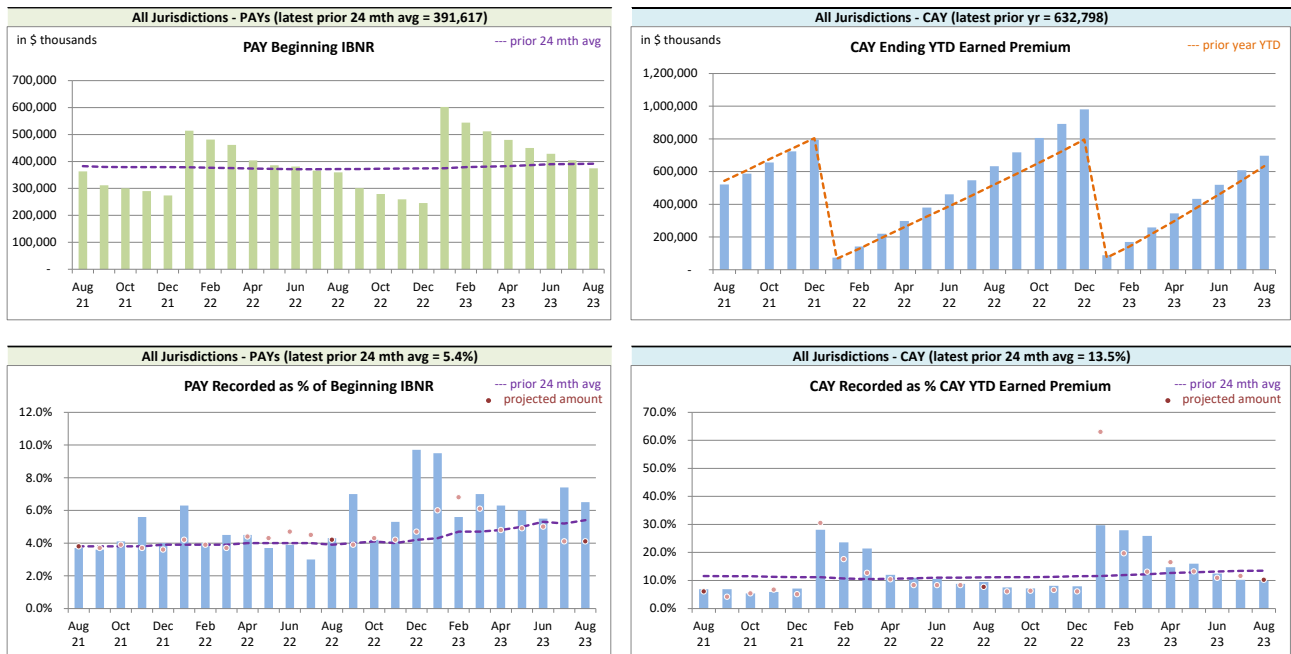 All Jurisdictions - PAYs (latest prior 24 mth avg = 391,617)
in $ thousands
PAY Beginning IBNR
--- prior 24 mth avg
700,000
600,000
500,000
400,000
300,000
200,000
100,000
-
Aug Oct Dec Feb Apr Jun Aug Oct Dec Feb Apr Jun Aug
21 21 21 22 22 22 22 22 22 23 23 23 23
All Jurisdictions - CAY (latest prior yr = 632,798)
in $ thousands
CAY Ending YTD Earned Premium
--- prior year YTD
1,200,000
1,000,000
800,000
600,000
400,000
200,000
-
Aug Oct Dec Feb Apr Jun Aug Oct Dec Feb Apr Jun Aug
21 21 21 22 22 22 22 22 22 23 23 23 23
All Jurisdictions - PAYs (latest prior 24 mth avg = 5.4%)
PAY Recorded as % of Beginning IBNR
--- prior 24 mth avg
projected amount
12.0%
10.0%
8.0%
6.0%
4.0%
2.0%
0.0%
Aug Oct Dec Feb Apr Jun Aug Oct Dec Feb Apr Jun Aug
21 21 21 22 22 22 22 22 22 23 23 23 23
All Jurisdictions - CAY (latest prior 24 mth avg = 13.5%)
CAY Recorded as % CAY YTD Earned Premium
--- prior 24 mth avg
projected amount
70.0%
60.0%
50.0%
40.0%
30.0%
20.0%
10.0%
0.0%
Aug Oct Dec Feb Apr Jun Aug Oct Dec Feb Apr Jun Aug
21 21 21 22 22 22 22 22 22 23 23 23 23